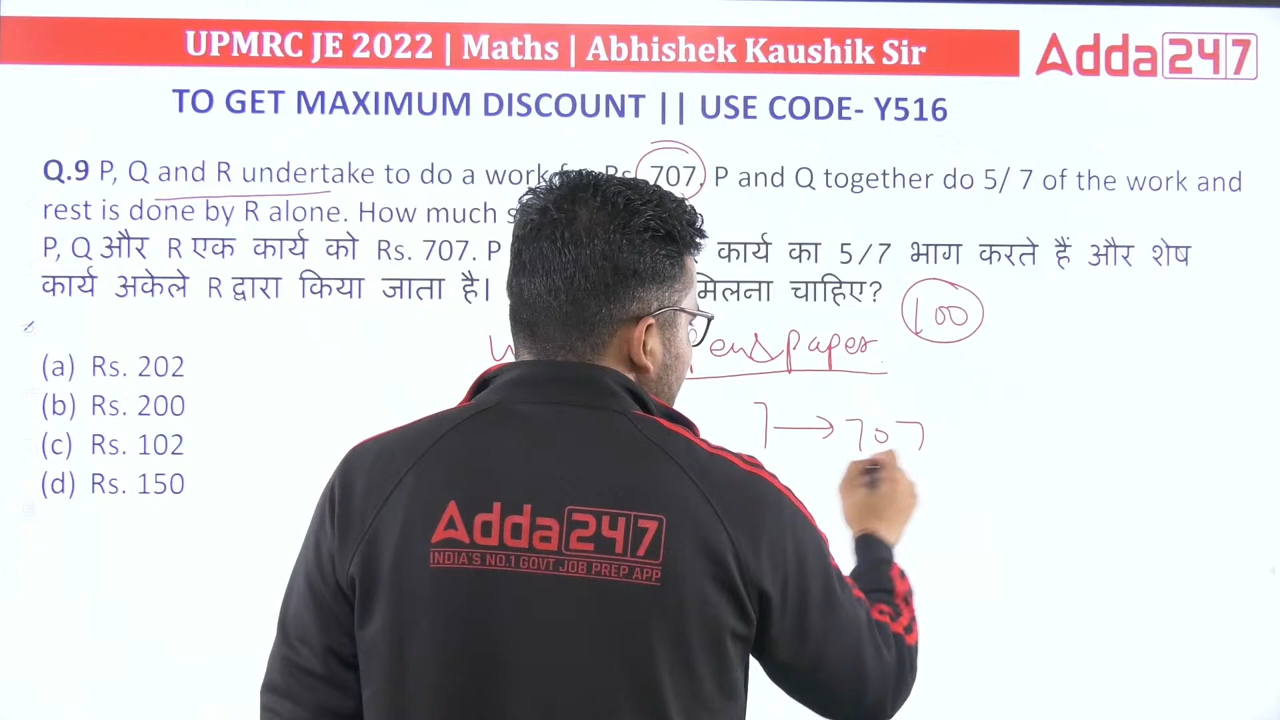 UPMRC JE 2022 | Maths | Abhishek Kaushik Sir
Adda247
TO GET MAXIMUM DISCOUNT || USE CODE- Y516
Q.9 P, Q and R undertake to do a work for Rs. 707. P and Q together do 5/ 7 of the work and
rest is done by R alone. How much
P, Q और R एक कार्य को Rs. 707. P कार्य का 5/7 भाग करते हैं और शेष
कार्य अकेले R द्वारा किया जाता है। मिलना चाहिए?
100
(a) Rs. 202
(b) Rs. 200
(c) Rs. 102
(d) Rs. 150
7 → 707
Adda247
INDIA'S NO.1 GOVT JOB PREP APP